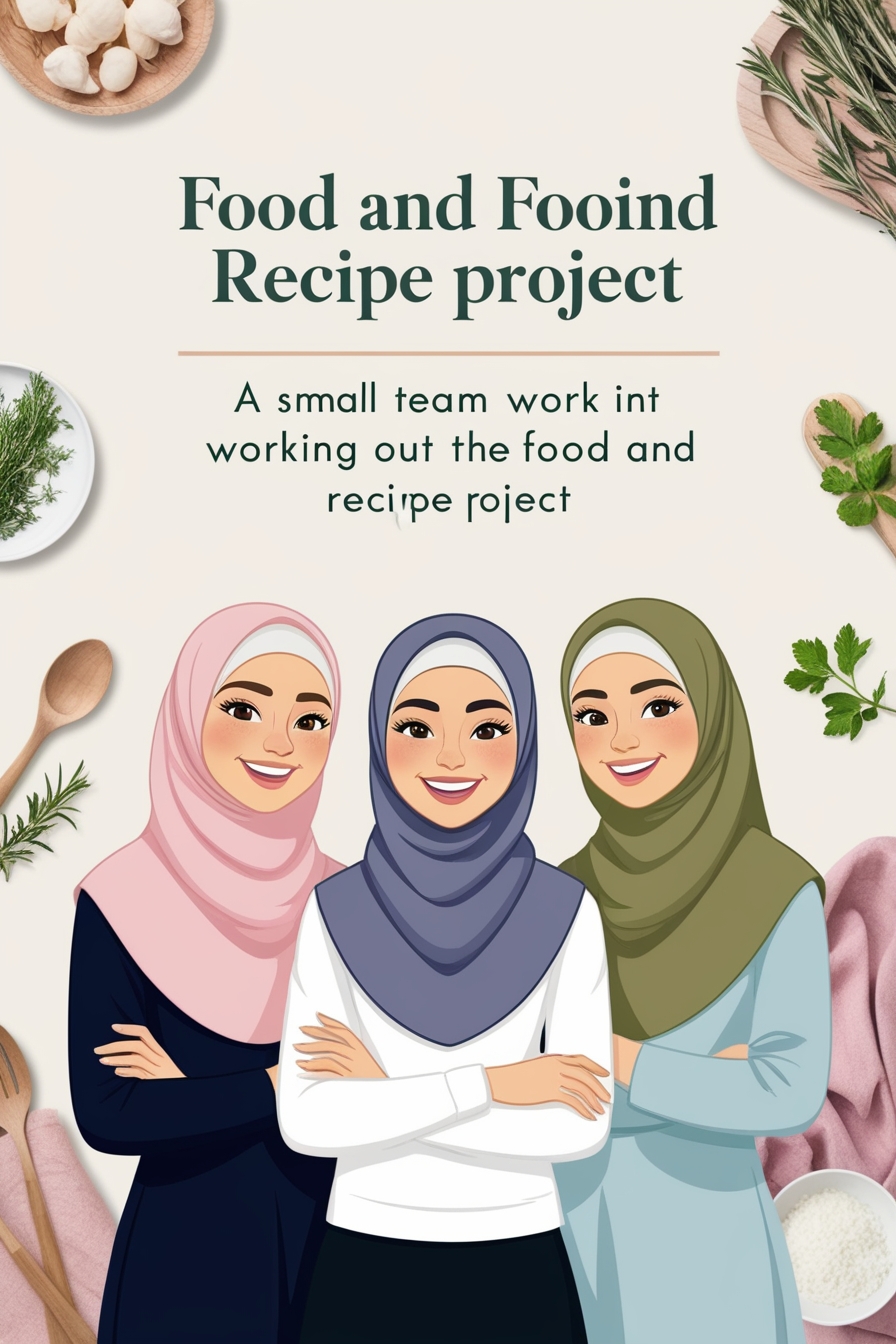 Food and Fooind
Recipe project
A small team work int
working out the food and
recipe roject